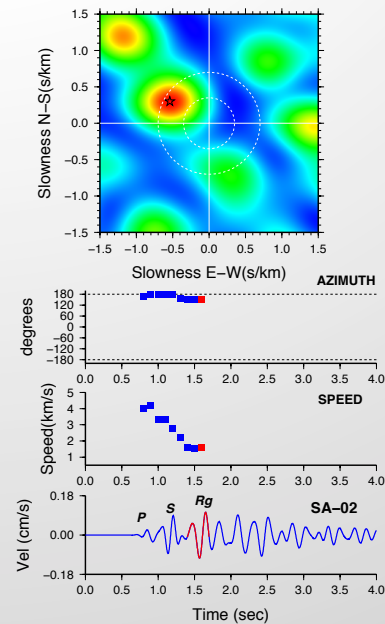 1.5
1.0
0.5
0.0
−0.5
−1.0
−1.5
Slowness N−S(s/km)
−1.5 −1.0 −0.5 0.0 0.5 1.0 1.5
Slowness E−W(s/km)
AZIMUTH
180
120
60
0
−60
−120
−180
degrees
0.0 0.5 1.0 1.5 2.0 2.5 3.0 3.5 4.0
SPEED
5
4
3
2
1
Speed(km/s)
0.0 0.5 1.0 1.5 2.0 2.5 3.0 3.5 4.0
0.18
0.00
−0.18
Vel (cm/s)
P S Rg SA−02
0.0 0.5 1.0 1.5 2.0 2.5 3.0 3.5 4.0
Time (sec)